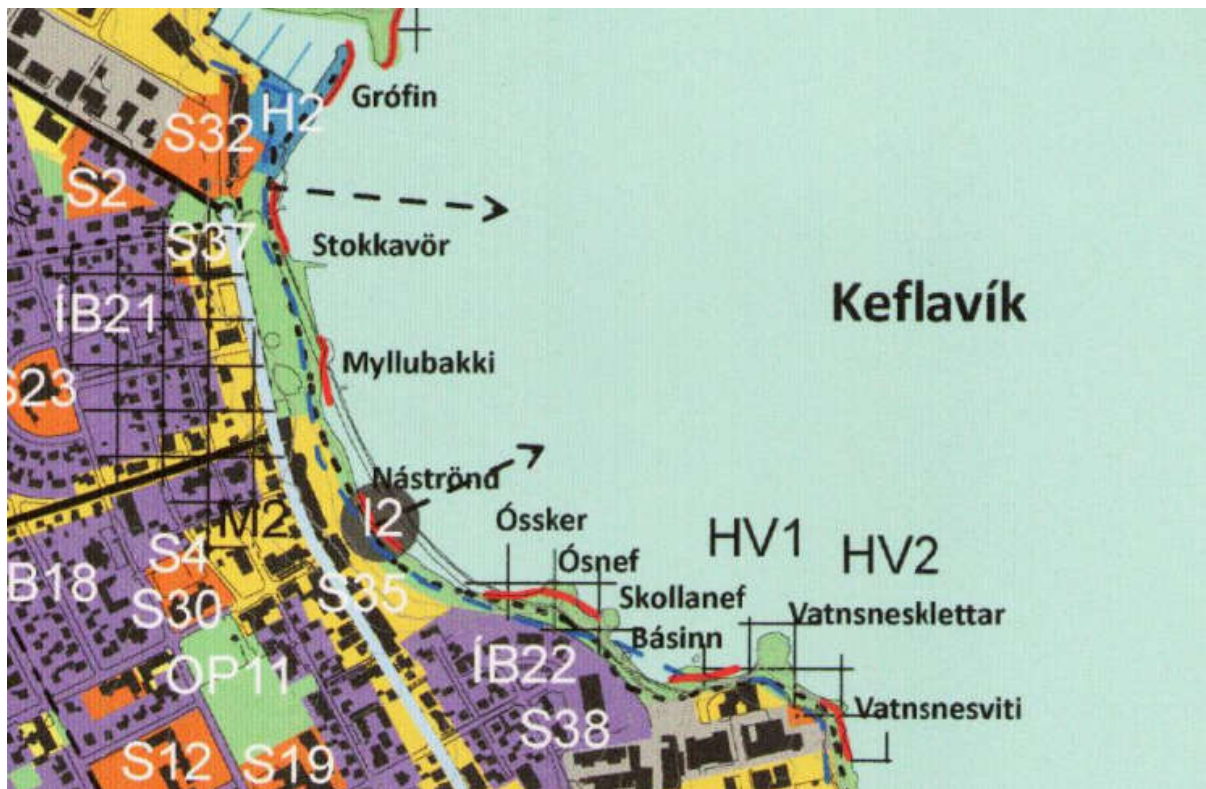 Grófin
H2
S32
S2
S37
Stokkavör
ÍB21
Keflavík
Myllubakki
S23
Náströnd
I2
M2
Óssker
HV1
HV2
S4
Ósnef
B18
S30
S35
Skollanef
Vatnsnesklettar
Básinn
OP11
ÍB22
Vatnsnesviti
S38
S12
S19